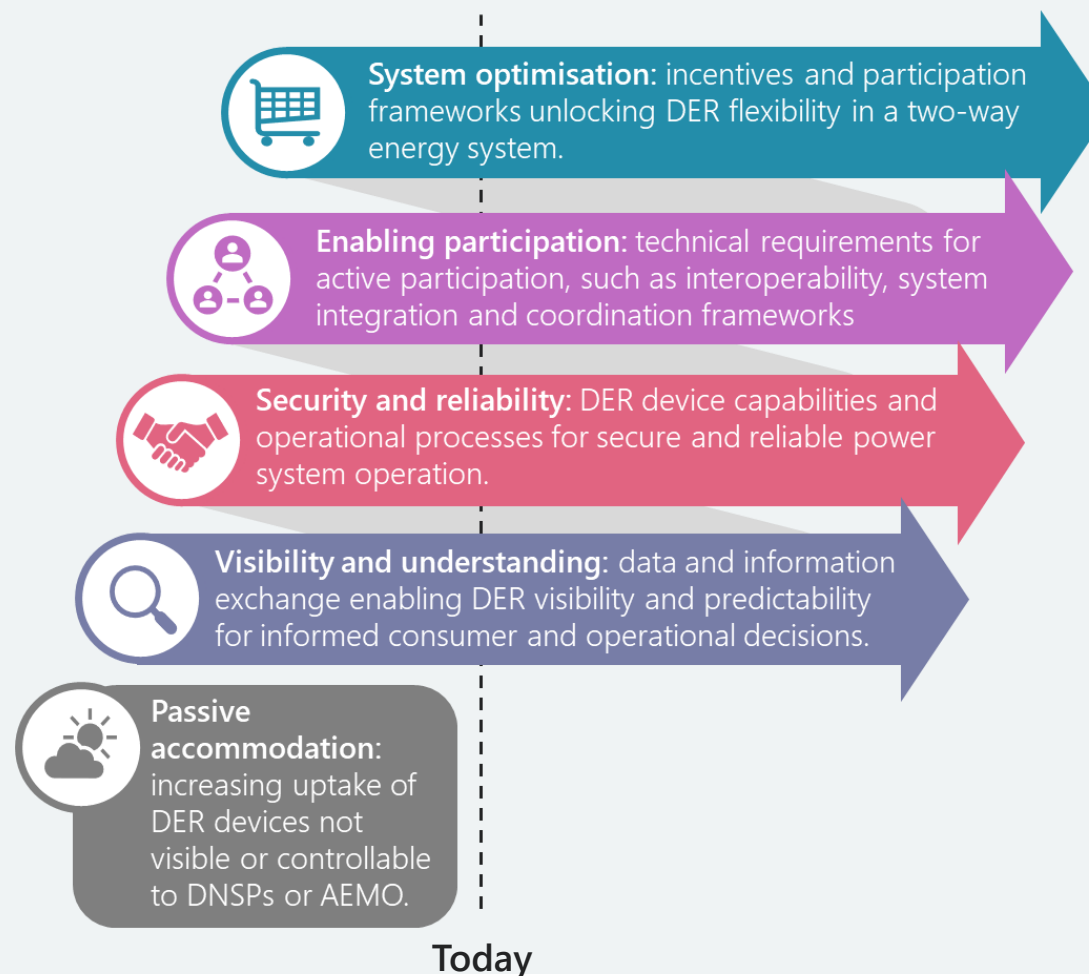 System optimisation: incentives and participation
frameworks unlocking DER flexibility in a two-way
energy system.
Enabling participation: technical requirements for
active participation, such as interoperability, system
integration and coordination frameworks
Security and reliability: DER device capabilities and
operational processes for secure and reliable power
system operation.
Visibility and understanding: data and information
exchange enabling DER visibility and predictability
for informed consumer and operational decisions.
Passive
accommodation:
increasing uptake of
DER devices not
visible or controllable
to DNSPs or AEMO.
Today